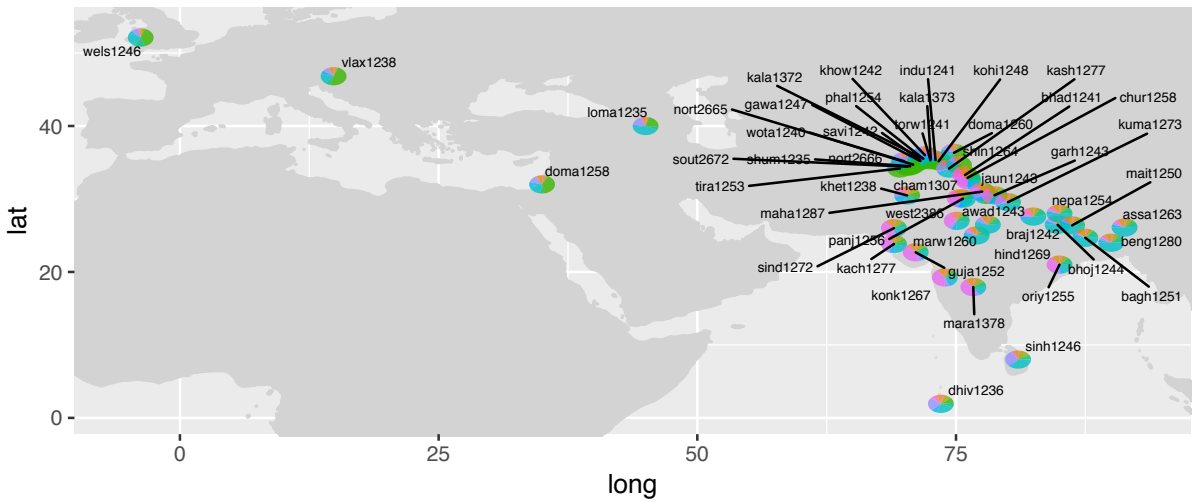 wels1246
vlax1238
khow1242
indu1241
kohi1248
kash1277
kala1372
phal1254
kala1373
bhad1241
chur1258
loma1235
nort2665
gawa1247
40
wota1240
savi1242
torw1241
doma1260
kuma1273
sout2672
shum1235
nort2666
shin1264
garh1243
doma1258
tira1253
khet1238
cham1307
jaun1243
mait1250
maha1287
west2386
awad1243
nepa1254
assa1263
lat
panj1256
marw1260
braj1242
beng1280
sind1272
kach1277
guja1252
hind1269
bhoj1244
20
konk1267
oriy1255
bagh1251
mara1378
sinh1246
dhiv1236
0
0
25
50
75
long